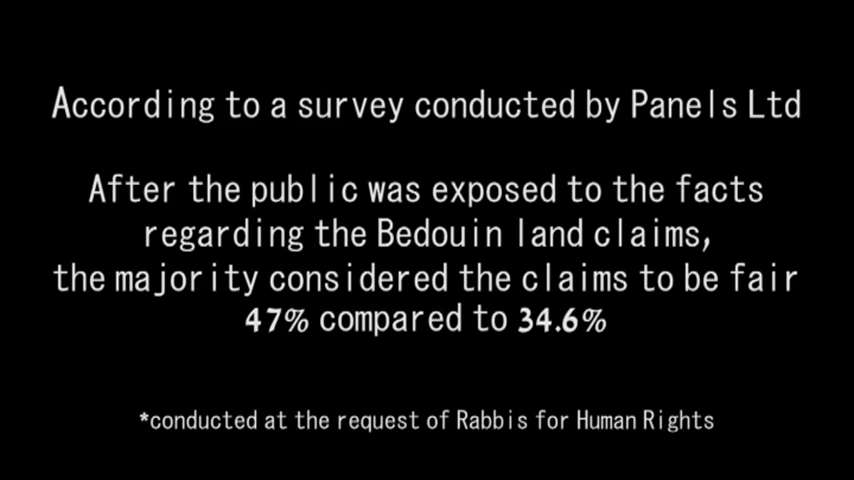 According to a survey conducted by Panels Ltd
After the public was exposed to the facts
regarding the Bedouin land claims,
the majority considered the claims to be fair
47% compared to 34.6%
*conducted at the request of Rabbis for Human Rights